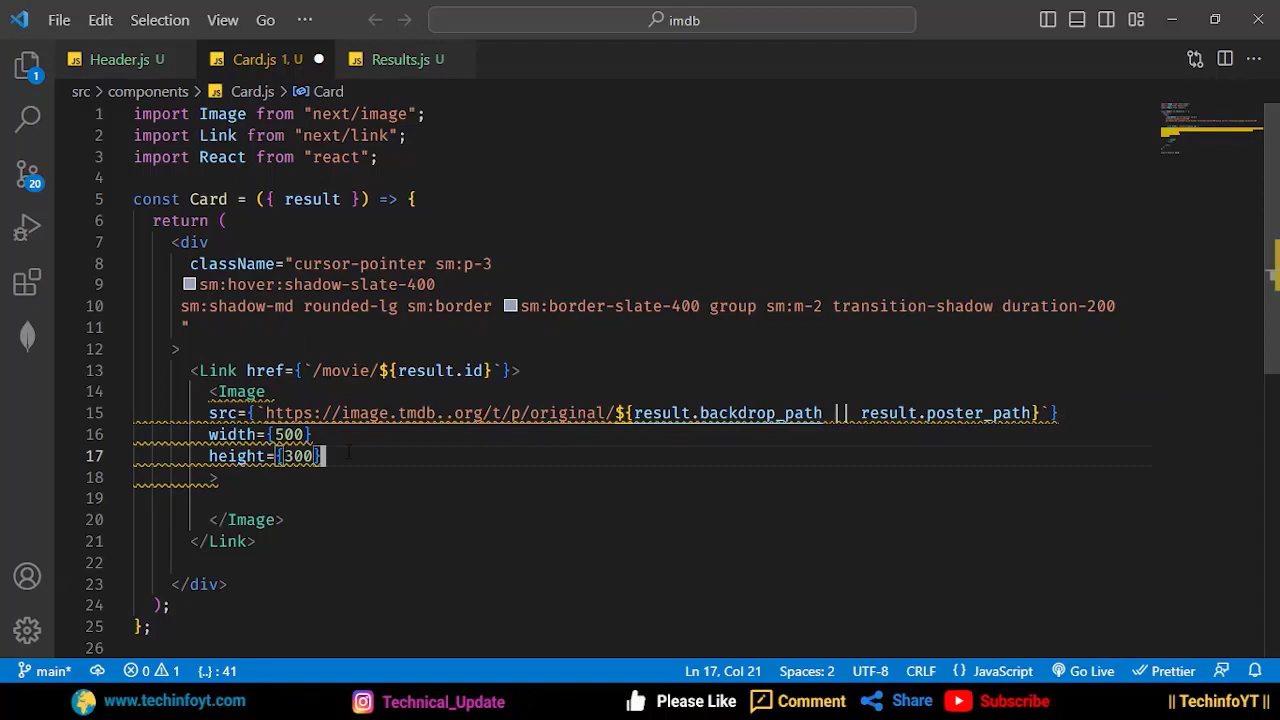 File Edit Selection View Go ··· imdb
Header.js U Card.js 1, U Results.js U
src > components > Card.js > Card
1 import Image from "next/image";
2 import Link from "next/link";
3 import React from "react";
4
5 const Card = ({ result }) => {
6 return (
7 <div
8 className="cursor-pointer sm:p-3
9 sm:hover:shadow-slate-400
10 sm:shadow-md rounded-lg sm:border sm:border-slate-400 group sm:m-2 transition-shadow duration-200
11 "
12 >
13 <Link href={`/movie/${result.id}`}>
14 <Image
15 src={`https://image.tmdb..org/t/p/original/${result.backdrop_path || result.poster_path}`}
16 width={500}
17 height={300}
18 >
19
20 </Image>
21 </Link>
22
23 </div>
24 );
25 };
26
1
20
main* 0 1 {..} : 41 Ln 17, Col 21 Spaces: 2 UTF-8 CRLF {} JavaScript Go Live Prettier
www.techinfoyt.com Technical_Update Please Like Comment Share Subscribe || TechinfoYT ||